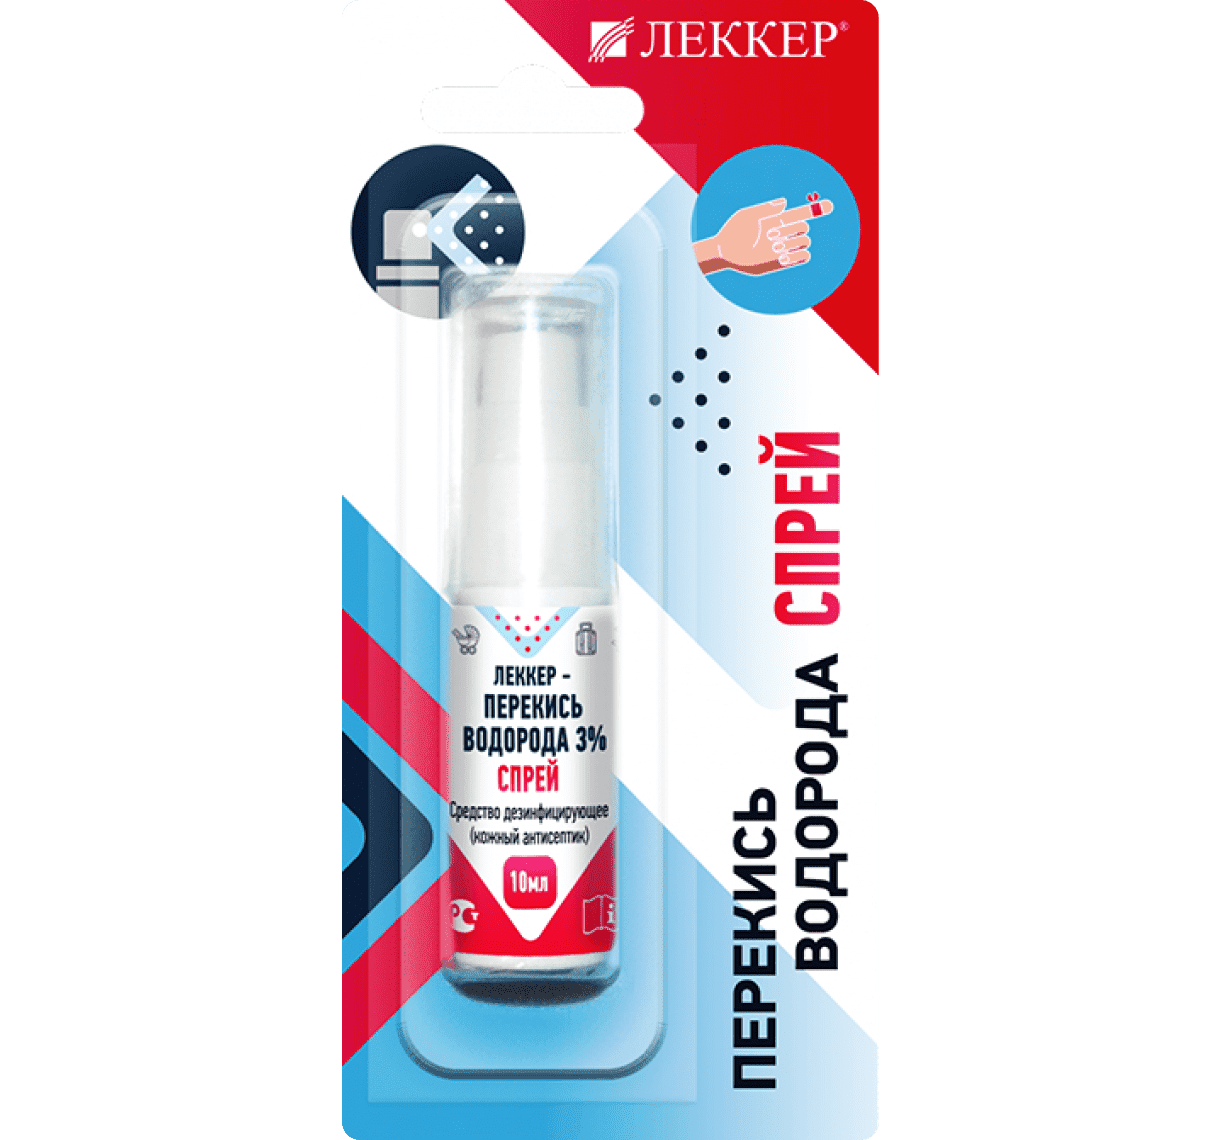 ЛЕККЕР®
ПЕРЕКИСЬ
ВОДОРОДА СПРЕЙ
ЛЕККЕР -
ПЕРЕКИСЬ
ВОДОРОДА 3%
СПРЕЙ
Средство дезинфицирующее
(кожный антисептик)
10мл